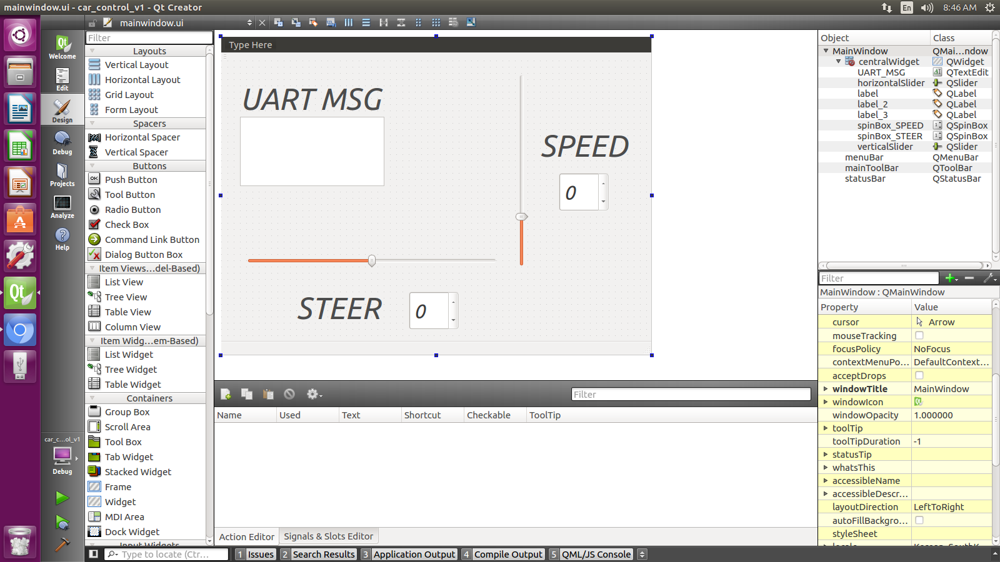 mainwindow.ui - car_control_v1 - Qt Creator
En
8:46 AM
mainwindow.ui
Welcome
Edit
Design
Debug
Projects
Analyze
Help
car_c...ol_v1
Debug
Filter
Layouts
Vertical Layout
Horizontal Layout
Grid Layout
Form Layout
Spacers
Horizontal Spacer
Vertical Spacer
Buttons
Push Button
Tool Button
Radio Button
Check Box
Command Link Button
Dialog Button Box
Item Views...del-Based)
List View
Tree View
Table View
Column View
Item Widg...em-Based)
List Widget
Tree Widget
Table Widget
Containers
Group Box
Scroll Area
Tool Box
Tab Widget
Stacked Widget
Frame
Widget
MDI Area
Dock Widget
Input Widgets
Type Here
UART MSG
SPEED
0
STEER
0
Filter
Name Used Text Shortcut Checkable ToolTip
Action Editor
Signals & Slots Editor
Object Class
MainWindow QMai...ndow
centralWidget QWidget
UART_MSG QTextEdit
horizontalSlider QSlider
label QLabel
label_2 QLabel
label_3 QLabel
spinBox_SPEED QSpinBox
spinBox_STEER QSpinBox
verticalSlider QSlider
menuBar QMenuBar
mainToolBar QToolBar
statusBar QStatusBar
Filter
MainWindow : QMainWindow
Property Value
cursor Arrow
mouseTracking
focusPolicy NoFocus
contextMenuPo... DefaultContext...
acceptDrops
windowTitle MainWindow
windowIcon
windowOpacity 1.000000
toolTip
toolTipDuration -1
statusTip
whatsThis
accessibleName
accessibleDescr...
layoutDirection LeftToRight
autoFillBackgro...
styleSheet
Type to locate (Ctr...
1 Issues
2 Search Results
3 Application Output
4 Compile Output
5 QML/JS Console